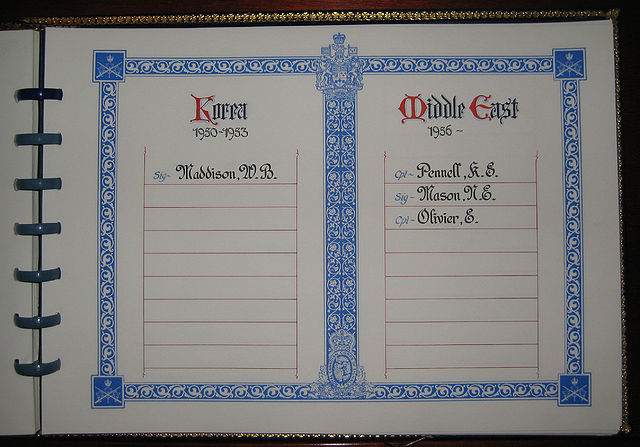 Korea
1950-1953
Sig~ Maddison, W.B.
Middle East
1956 ~
Cpl~ Pennell, K.E.
Sig~ Mason, N.E.
Cpl~ Olivier, E.